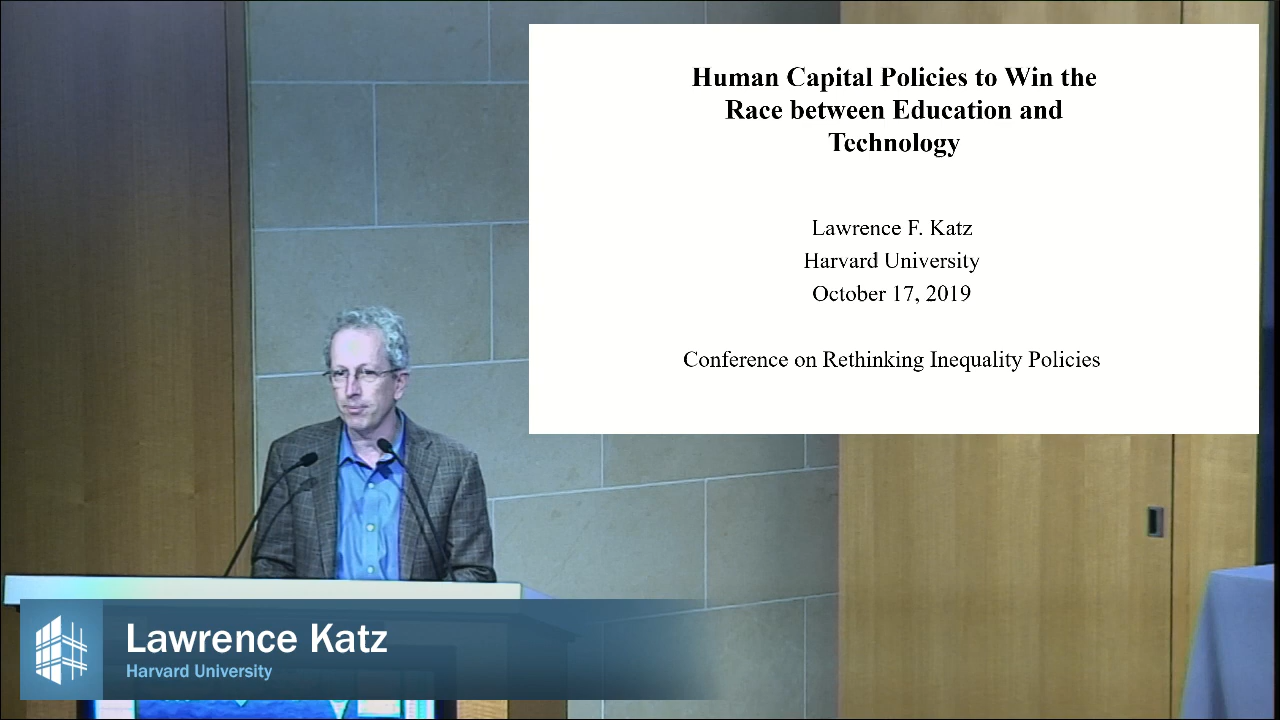 Human Capital Policies to Win the
Race between Education and
Technology
Lawrence F. Katz
Harvard University
October 17, 2019
Conference on Rethinking Inequality Policies
Lawrence Katz
Harvard University